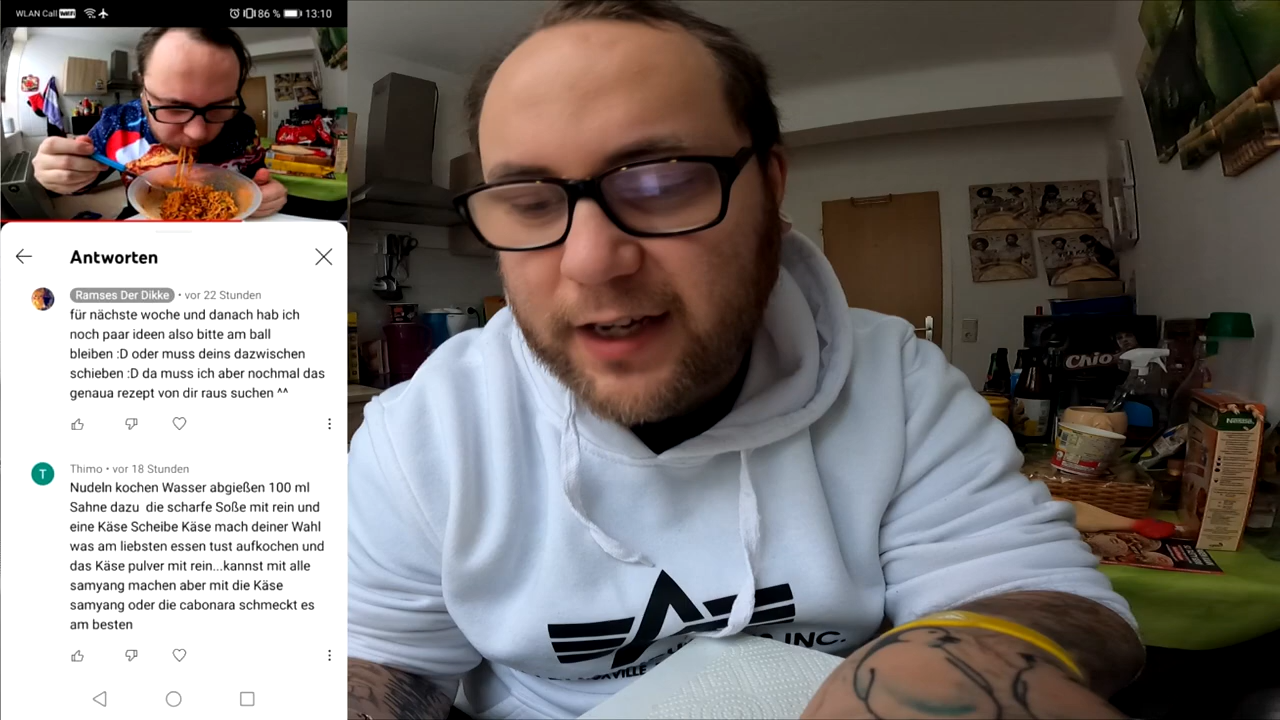 WLAN Call WiFi 86 % 13:10
Antworten
Ramses Der Dikke • vor 22 Stunden
für nächste woche und danach hab ich
noch paar ideen also bitte am ball
bleiben :D oder muss deins dazwischen
schieben :D da muss ich aber nochmal das
genaua rezept von dir raus suchen ^^
T
Thimo • vor 18 Stunden
Nudeln kochen Wasser abgießen 100 ml
Sahne dazu die scharfe Soße mit rein und
eine Käse Scheibe Käse mach deiner Wahl
was am liebsten essen tust aufkochen und
das Käse pulver mit rein...kannst mit alle
samyang machen aber mit die Käse
samyang oder die cabonara schmeckt es
am besten
Chio
INC.